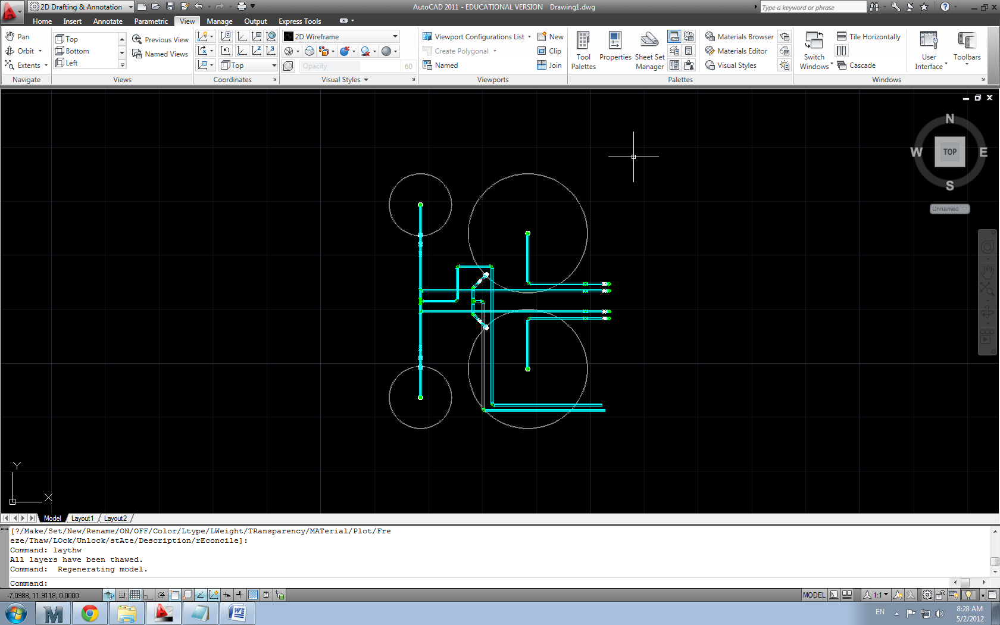 2D Drafting & Annotation
AutoCAD 2011 - EDUCATIONAL VERSION Drawing1.dwg
Type a keyword or phrase
Home Insert Annotate Parametric View Manage Output Express Tools
Pan
Orbit
Extents
Navigate
Top
Bottom
Left
Previous View
Named Views
Views
Top
Coordinates
2D Wireframe
Opacity 60
Visual Styles
Viewport Configurations List
Create Polygonal
Named
New
Clip
Join
Viewports
Tool
Palettes
Properties
Sheet Set
Manager
Materials Browser
Materials Editor
Visual Styles
Palettes
Switch
Windows
Tile Horizontally
Cascade
User
Interface
Toolbars
Windows
N
W TOP E
S
Unnamed
Y
X
Model Layout1 Layout2
[?/Make/Set/New/Rename/ON/OFF/Color/Ltype/LWeight/TRansparency/MATerial/Plot/Fre
eze/Thaw/LOck/Unlock/stAte/Description/rEconcile]:
Command: laythw
All layers have been thawed.
Command:  Regenerating model.
Command:
-7.0988, 11.9118, 0.0000
MODEL
1:1
EN
8:28 AM
5/2/2012